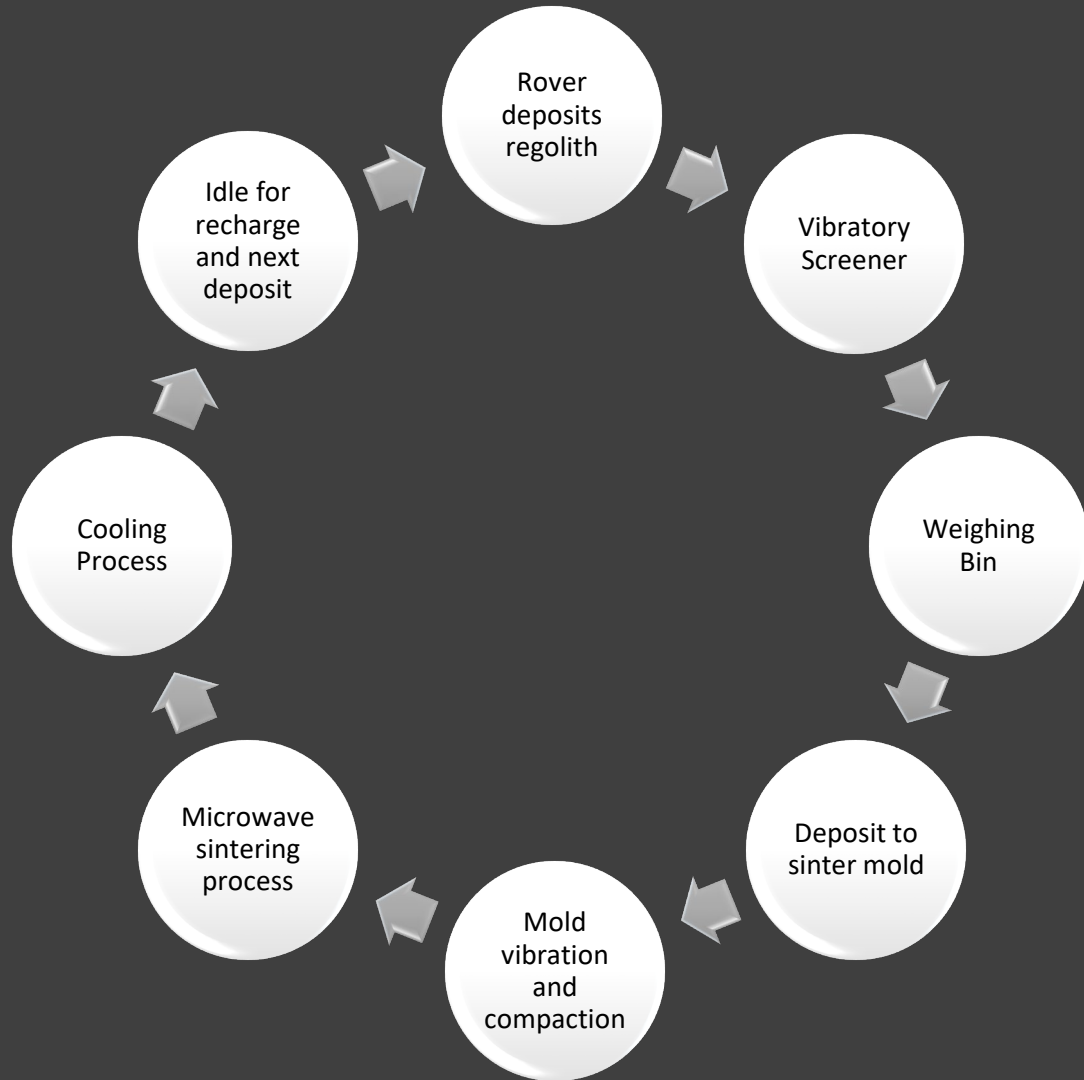 Rover
deposits
regolith
Vibratory
Screener
Weighing
Bin
Deposit to
sinter mold
Mold
vibration
and
compaction
Microwave
sintering
process
Cooling
Process
Idle for
recharge
and next
deposit